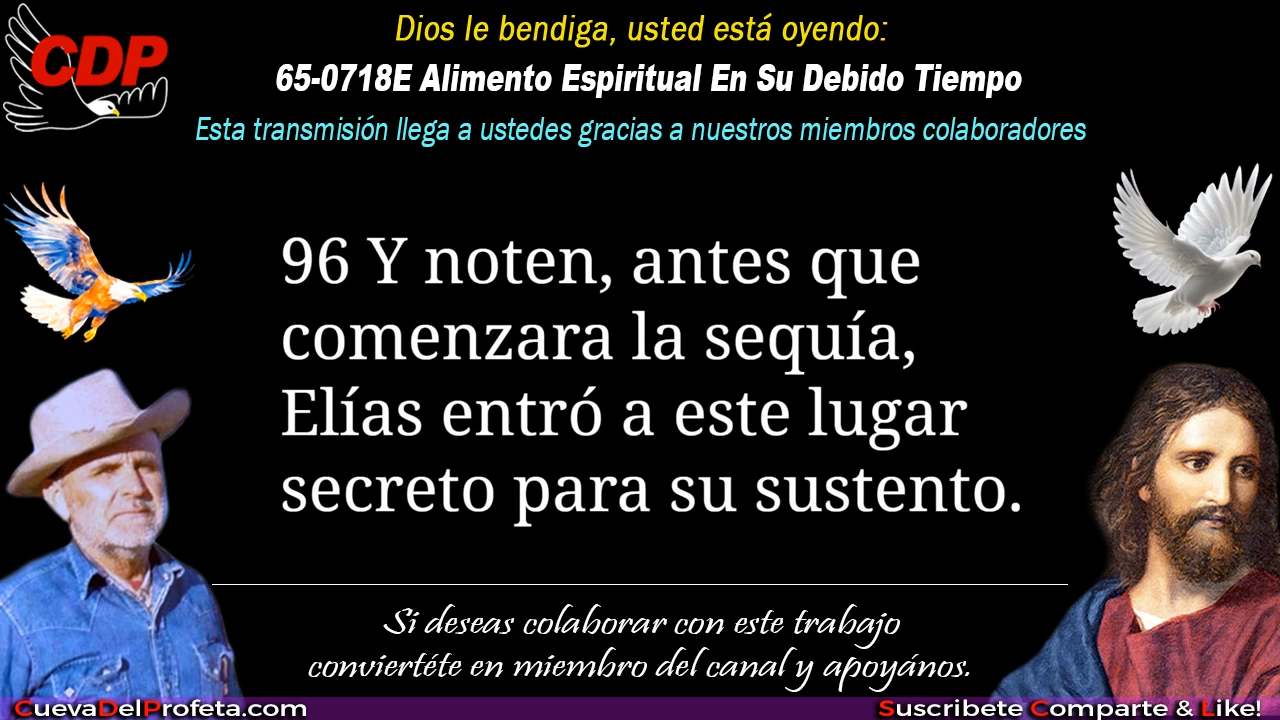 CDP
Dios le bendiga, usted está oyendo:
65-0718E Alimento Espiritual En Su Debido Tiempo
Esta transmisión llega a ustedes gracias a nuestros miembros colaboradores
96 Y noten, antes que
comenzara la sequía,
Elías entró a este lugar
secreto para su sustento.
Si deseas colaborar con este trabajo
conviertéte en miembro del canal y apoyános.
CuevaDelProfeta.com
Suscribete Comparte & Like!